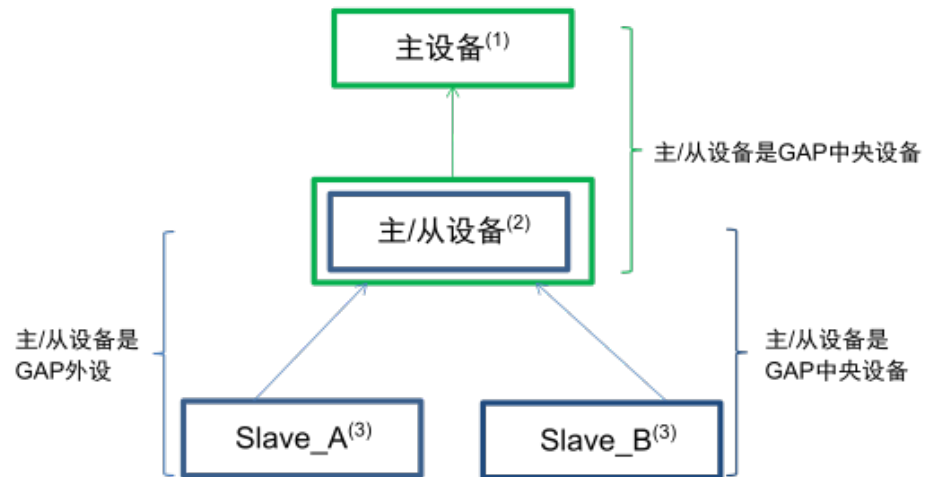 主设备(1)
主/从设备是GAP中央设备
主/从设备(2)
主/从设备是
GAP外设
主/从设备是
GAP中央设备
Slave_A(3)
Slave_B(3)